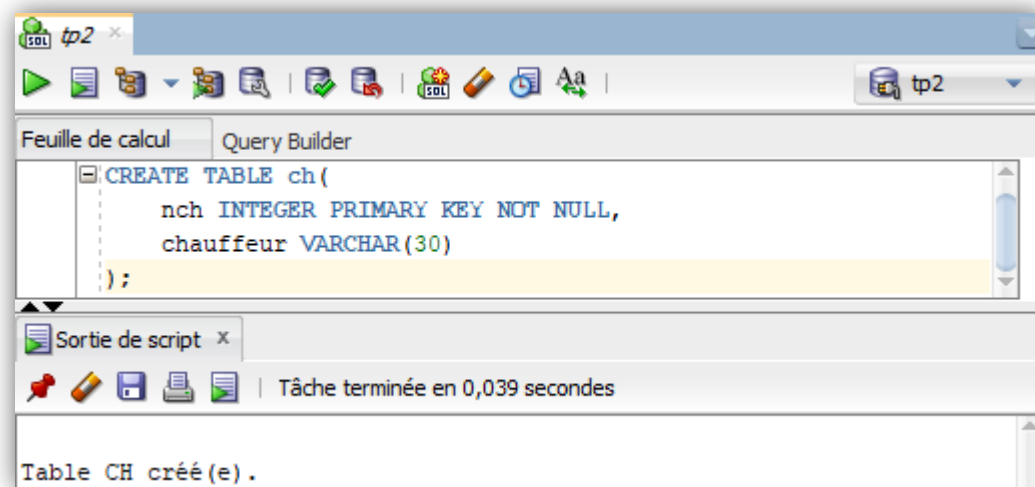 tp2
tp2
Feuille de calcul Query Builder
CREATE TABLE ch(
nch INTEGER PRIMARY KEY NOT NULL,
chauffeur VARCHAR(30)
);
Sortie de script x
Tâche terminée en 0,039 secondes
Table CH créé(e).